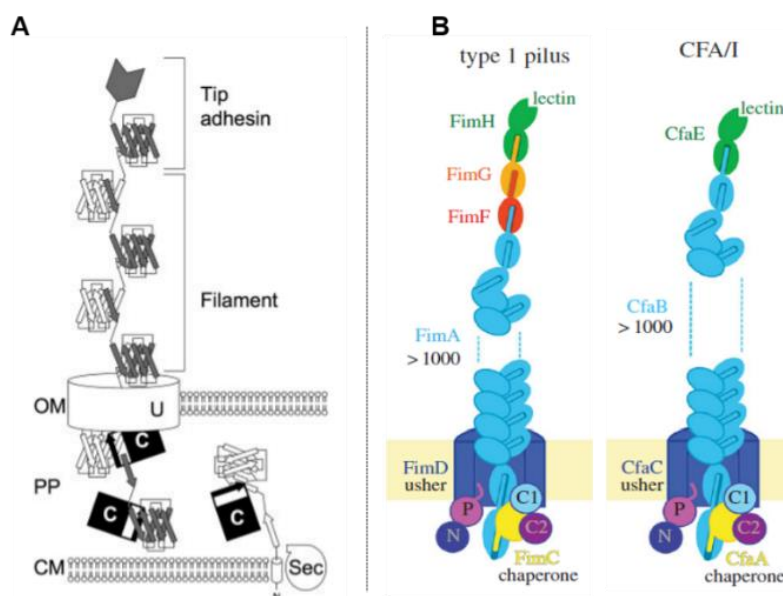 A
Tip
adhesin
Filament
OM
U
C
PP
C
C
CM
Sec
N
B
type 1 pilus
lectin
FimH
FimG
FimF
FimA
> 1000
FimD
usher
P
N
C1
C2
FimC
chaperone
CFA/I
lectin
CfaE
CfaB
> 1000
CfaC
usher
P
N
C1
C2
CfaA
chaperone